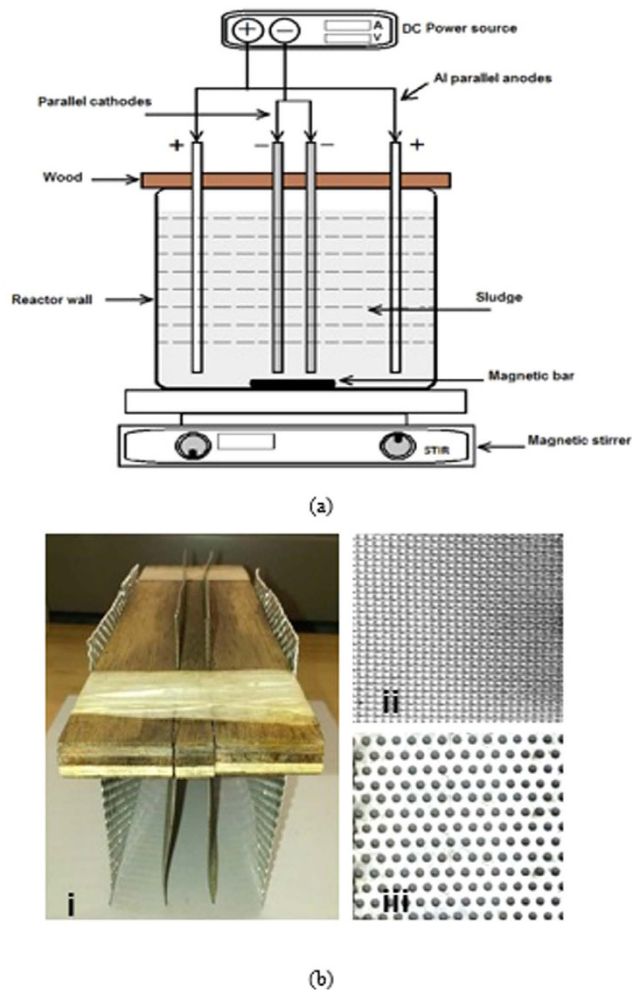 + − A
V
DC Power source
Al parallel anodes
Parallel cathodes
+ − − +
Wood
Reactor wall
Sludge
Magnetic bar
Magnetic stirrer
STIR
(a)
i
ii
iii
(b)